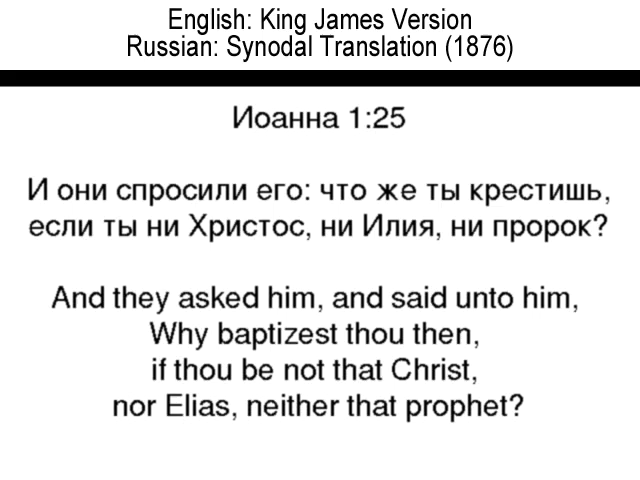 English: King James Version
Russian: Synodal Translation (1876)
Иоанна 1:25
И они спросили его: что же ты крестишь,
если ты ни Христос, ни Илия, ни пророк?
And they asked him, and said unto him,
Why baptizest thou then,
if thou be not that Christ,
nor Elias, neither that prophet?